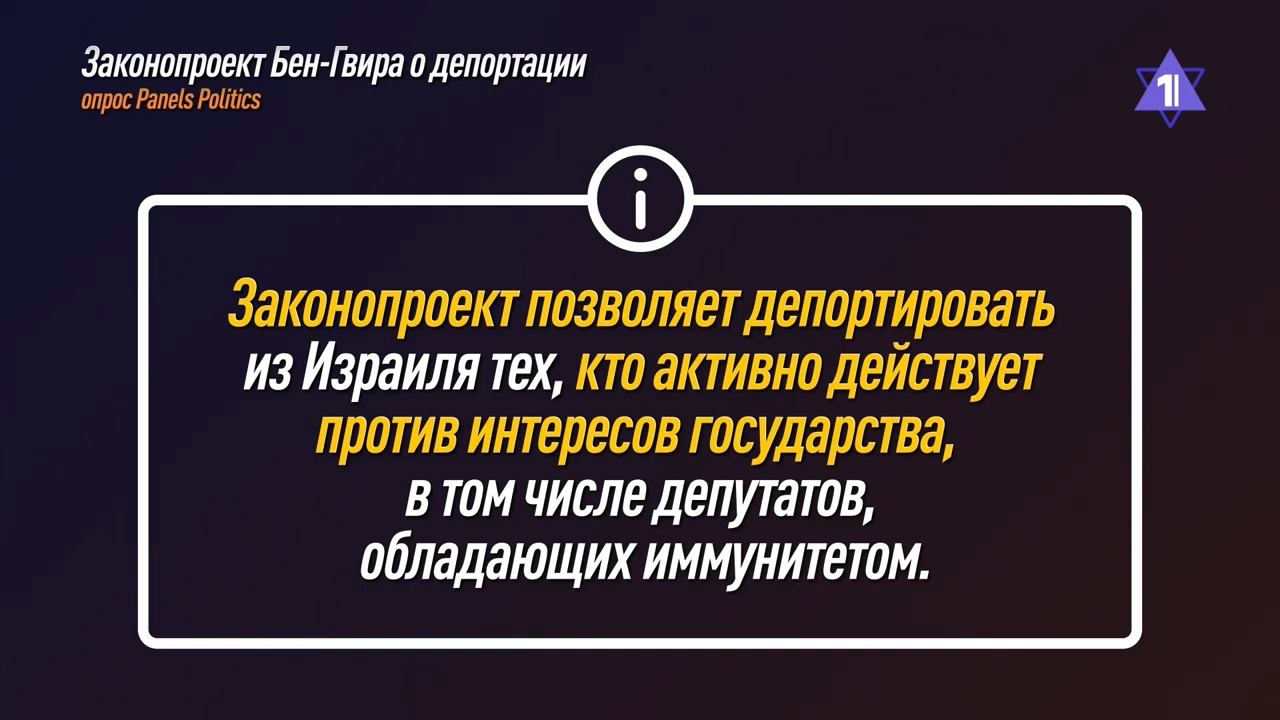 Законопроект Бен-Гвира о депортации
опрос Panels Politics
1
Законопроект позволяет депортировать
из Израиля тех, кто активно действует
против интересов государства,
в том числе депутатов,
обладающих иммунитетом.